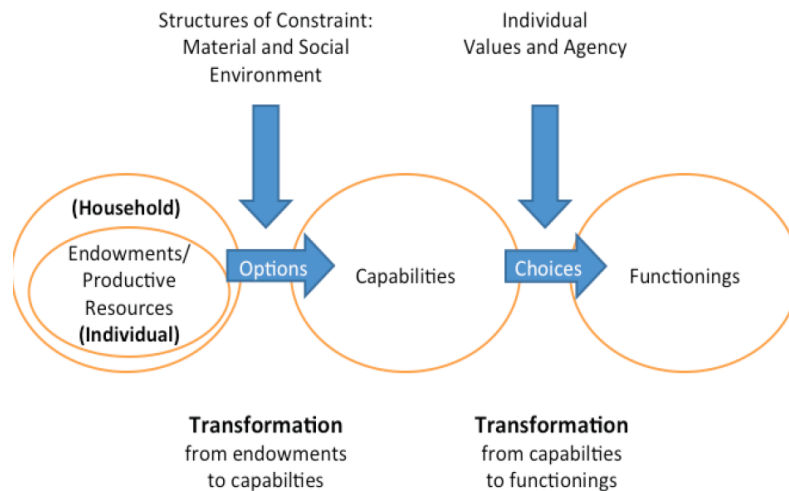 Structures of Constraint:
Material and Social
Environment
Individual
Values and Agency
(Household)
Endowments/
Productive
Resources
(Individual)
Options
Capabilities
Choices
Functionings
Transformation
from endowments
to capabilties
Transformation
from capabilties
to functionings